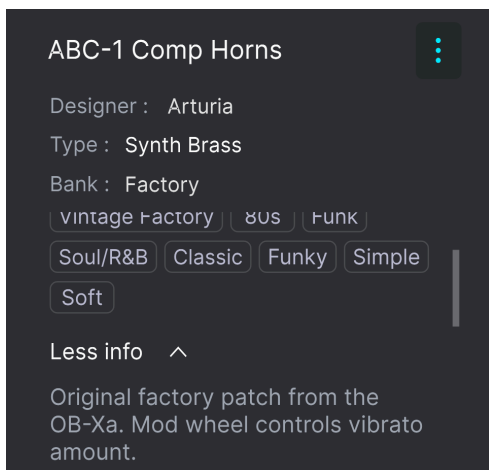 ABC-1 Comp Horns
Designer : Arturia
Type : Synth Brass
Bank : Factory
Vintage Factory 80s Funk
Soul/R&B Classic Funky Simple
Soft
Less info
Original factory patch from the
OB-Xa. Mod wheel controls vibrato
amount.